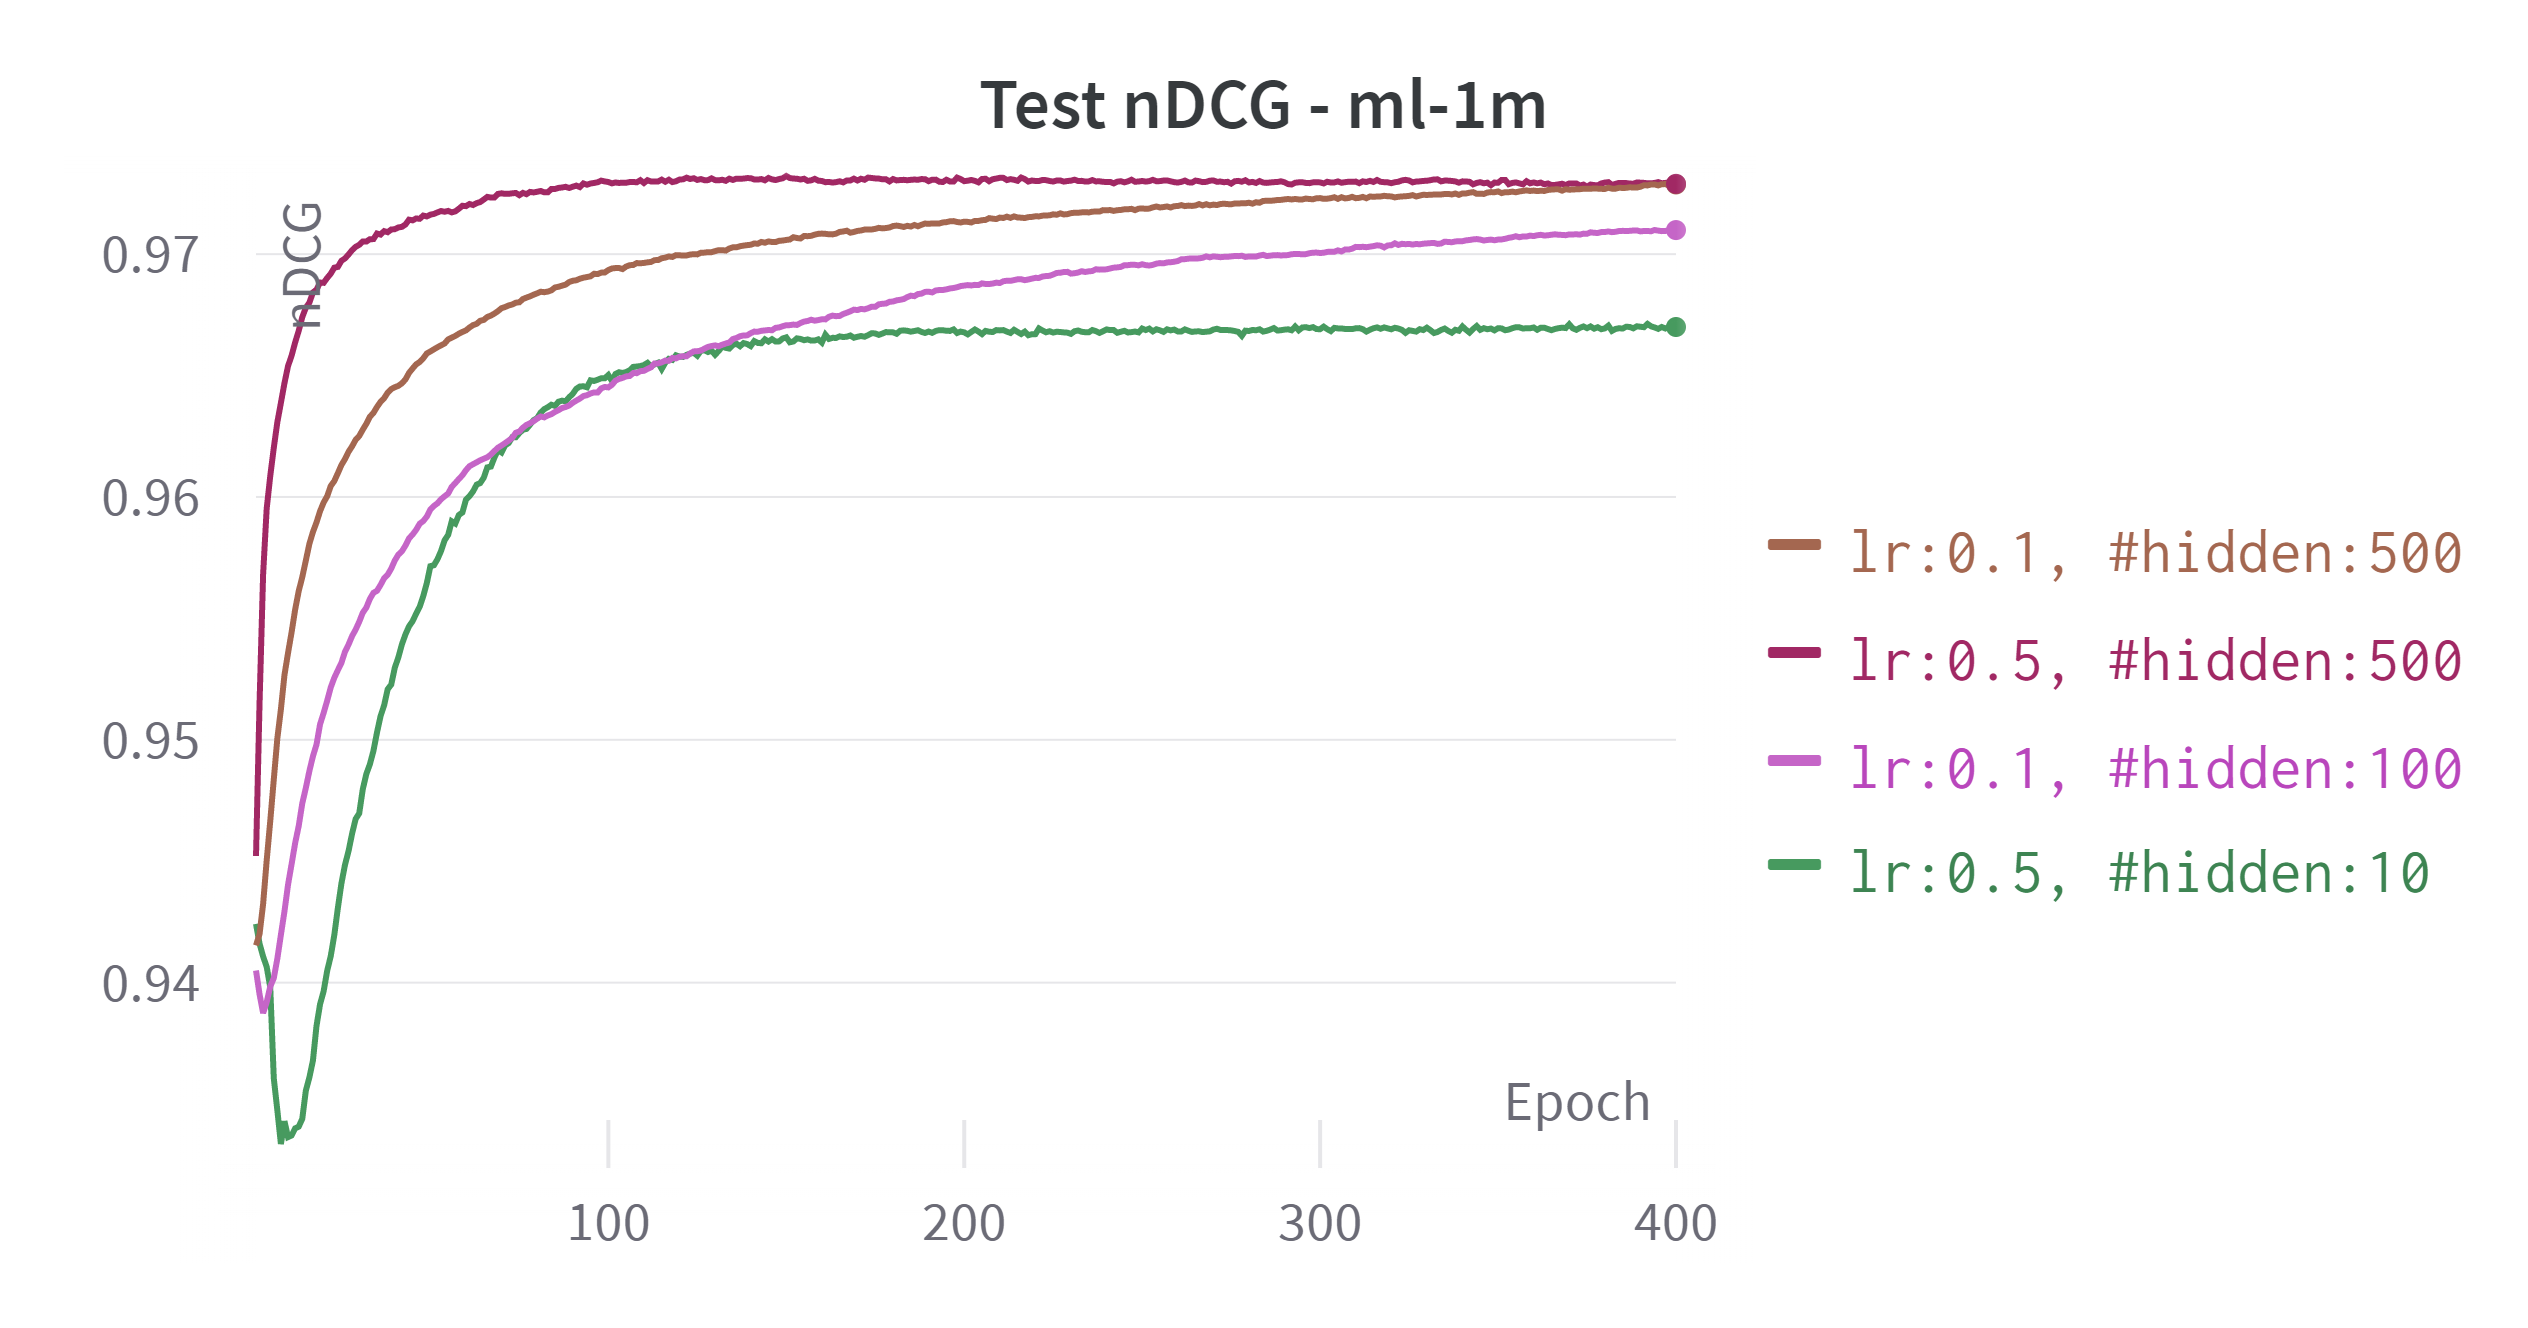 Test nDCG - ml-1m
nDCG
0.97
0.96
0.95
0.94
Epoch
100
200
300
400
lr:0.1, #hidden:500
lr:0.5, #hidden:500
lr:0.1, #hidden:100
lr:0.5, #hidden:10